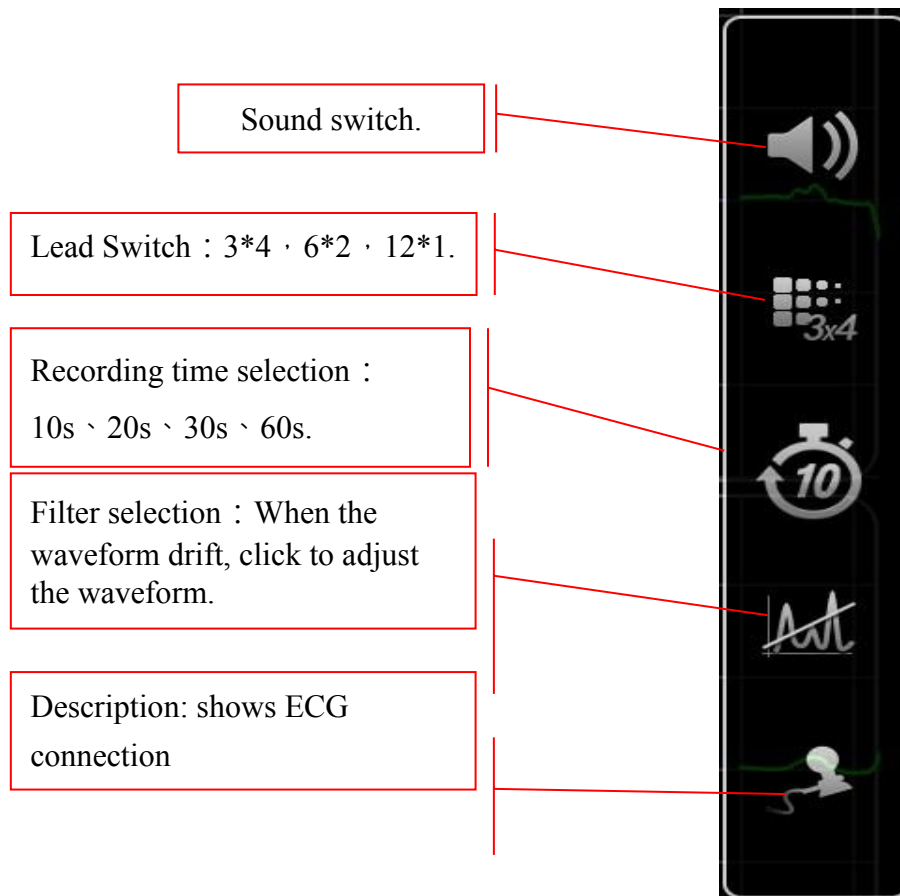 Sound switch.
Lead Switch：3*4，6*2，12*1.
3x4
Recording time selection：
10s、20s、30s、60s.
10
Filter selection：When the
waveform drift, click to adjust
the waveform.
Description: shows ECG
connection